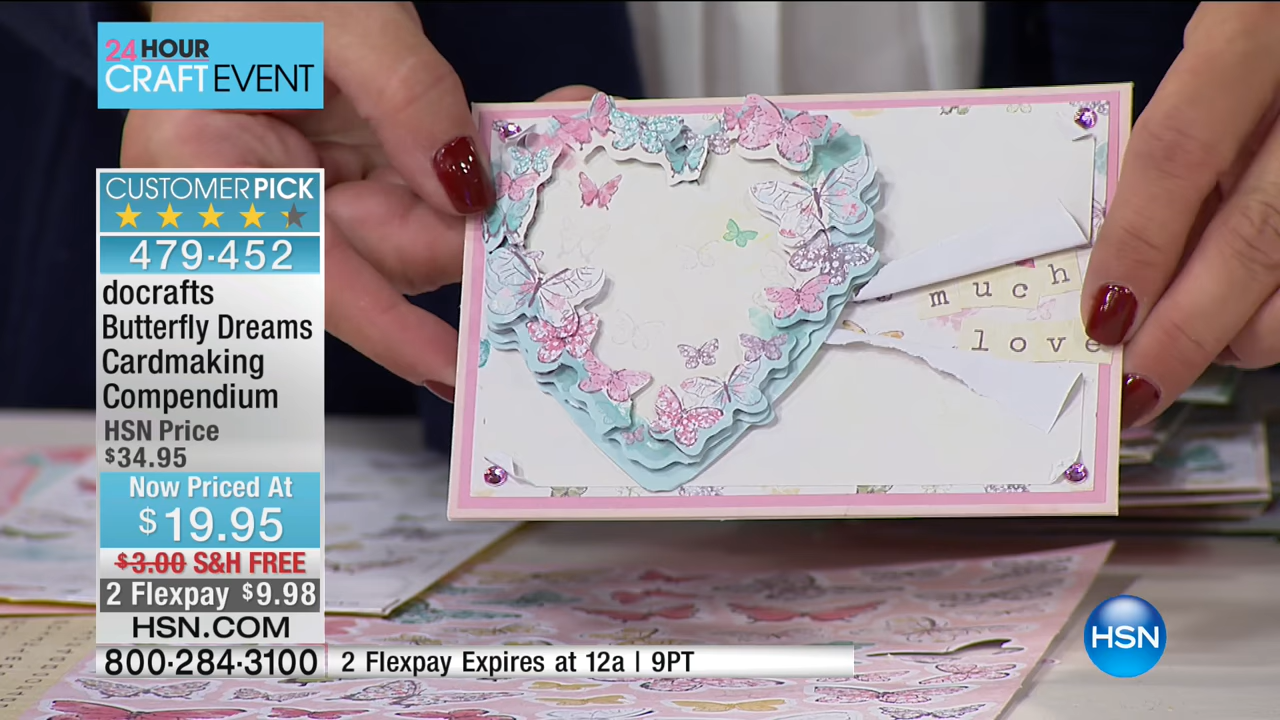 24 HOUR
CRAFT EVENT
CUSTOMER PICK
479·452
docrafts
Butterfly Dreams
Cardmaking
Compendium
HSN Price
$34.95
Now Priced At
$19.95
$3.00 S&H FREE
2 Flexpay $9.98
HSN.COM
800·284·3100
2 Flexpay Expires at 12a | 9PT
much
love
HSN